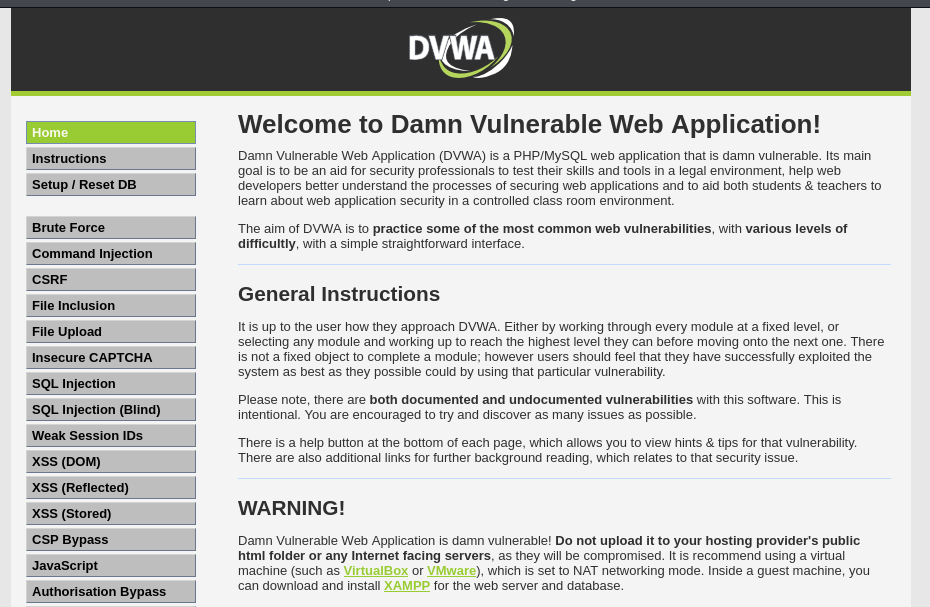 DVWA
Home
Instructions
Setup / Reset DB
Brute Force
Command Injection
CSRF
File Inclusion
File Upload
Insecure CAPTCHA
SQL Injection
SQL Injection (Blind)
Weak Session IDs
XSS (DOM)
XSS (Reflected)
XSS (Stored)
CSP Bypass
JavaScript
Authorisation Bypass
Welcome to Damn Vulnerable Web Application!
Damn Vulnerable Web Application (DVWA) is a PHP/MySQL web application that is damn vulnerable. Its main
goal is to be an aid for security professionals to test their skills and tools in a legal environment, help web
developers better understand the processes of securing web applications and to aid both students & teachers to
learn about web application security in a controlled class room environment.
The aim of DVWA is to practice some of the most common web vulnerabilities, with various levels of
difficultly, with a simple straightforward interface.
General Instructions
It is up to the user how they approach DVWA. Either by working through every module at a fixed level, or
selecting any module and working up to reach the highest level they can before moving onto the next one. There
is not a fixed object to complete a module; however users should feel that they have successfully exploited the
system as best as they possible could by using that particular vulnerability.
Please note, there are both documented and undocumented vulnerabilities with this software. This is
intentional. You are encouraged to try and discover as many issues as possible.
There is a help button at the bottom of each page, which allows you to view hints & tips for that vulnerability.
There are also additional links for further background reading, which relates to that security issue.
WARNING!
Damn Vulnerable Web Application is damn vulnerable! Do not upload it to your hosting provider's public
html folder or any Internet facing servers, as they will be compromised. It is recommend using a virtual
machine (such as VirtualBox or VMware), which is set to NAT networking mode. Inside a guest machine, you
can download and install XAMPP for the web server and database.